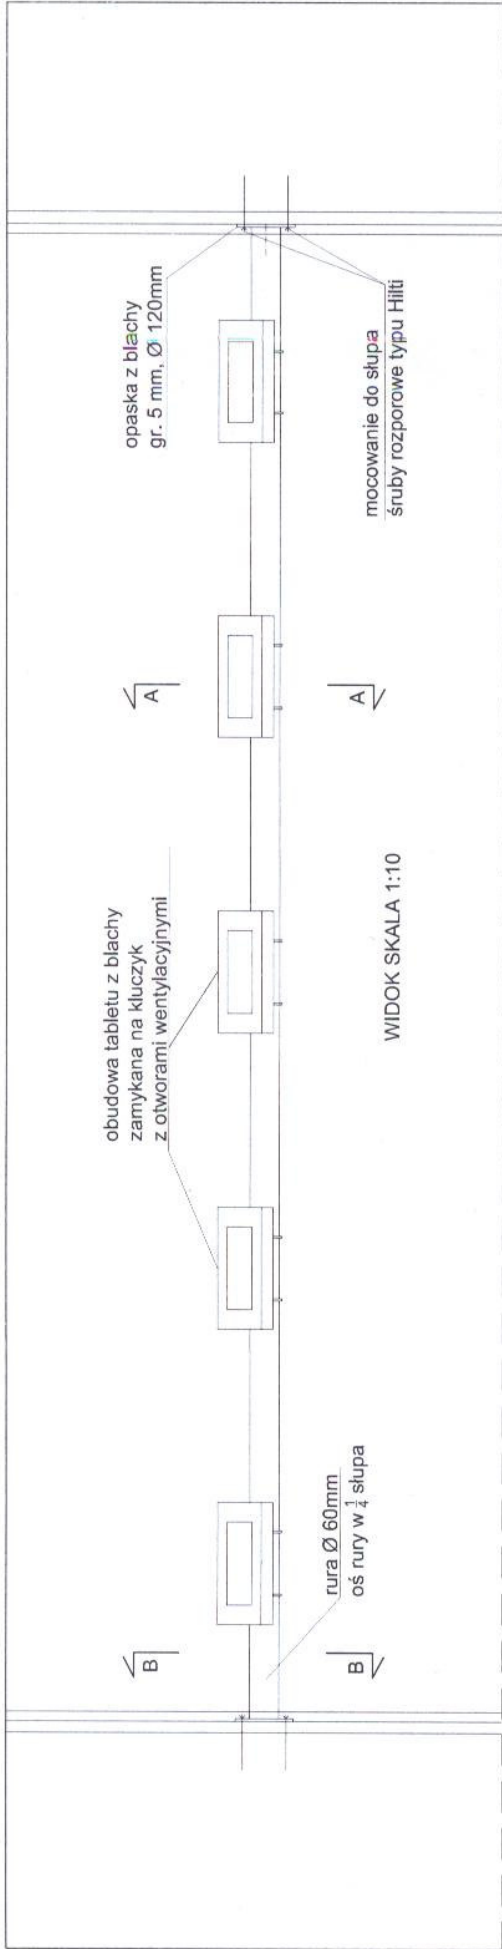 obudowa tabletu z blachy
zamykana na kluczyk
z otworami wentylacyjnymi
opaska z blachy
gr. 5 mm, Ø 120mm
B
A
B
A
rura Ø 60mm
oś rury w 1/4 słupa
WIDOK SKALA 1:10
mocowanie do słupa
śruby rozporowe typu Hilti